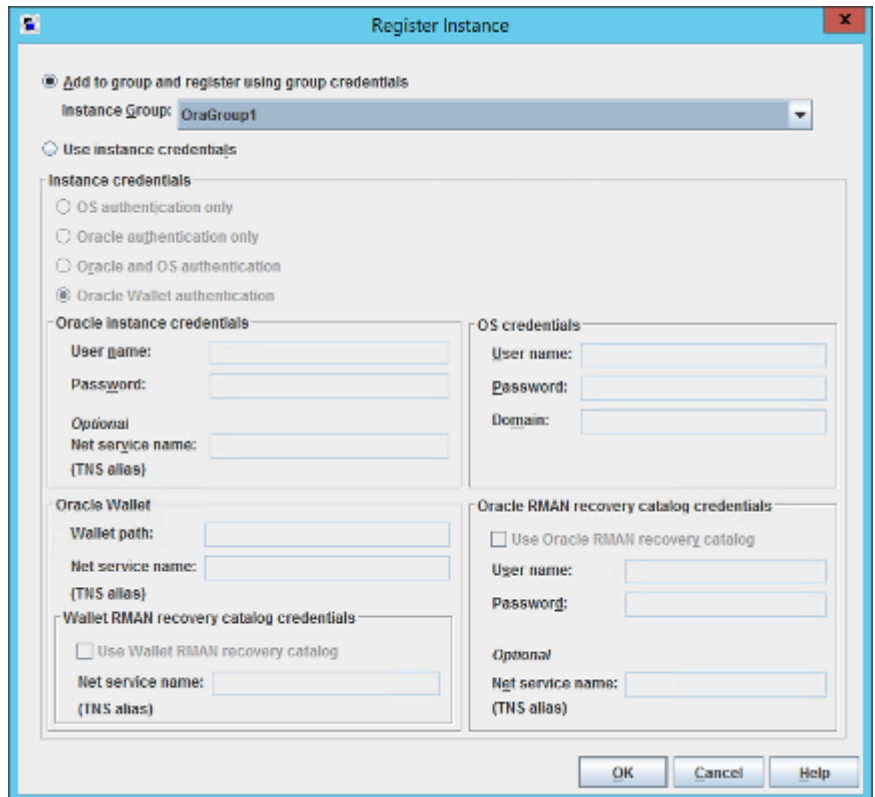 Register Instance
x
Add to group and register using group credentials
Instance Group: OraGroup1
Use instance credentials
Instance credentials
OS authentication only
Oracle authentication only
Oracle and OS authentication
Oracle Wallet authentication
Oracle instance credentials
User name:
Password:
Optional
Net service name:
(TNS alias)
OS credentials
User name:
Password:
Domain:
Oracle Wallet
Wallet path:
Net service name:
(TNS alias)
Wallet RMAN recovery catalog credentials
Use Wallet RMAN recovery catalog
Net service name:
(TNS alias)
Oracle RMAN recovery catalog credentials
Use Oracle RMAN recovery catalog
User name:
Password:
Optional
Net service name:
(TNS alias)
OK Cancel Help